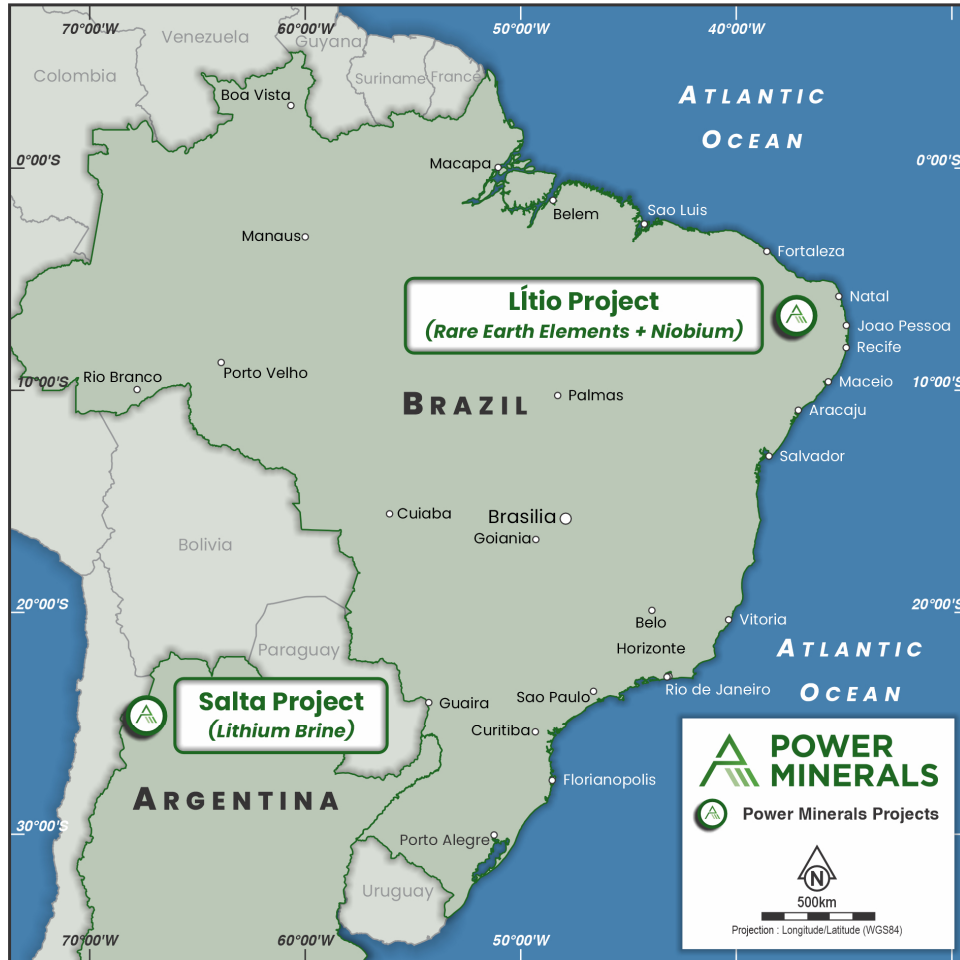 70°00'W
60°00'W
50°00'W
40°00'W
Venezuela
Guyana
Colombia
Suriname
France
Boa Vista
ATLANTIC
OCEAN
0°00'S
0°00'S
Macapa
Belem
Sao Luis
Manaus
Fortaleza
LÍtio Project
(Rare Earth Elements + Niobium)
Natal
Joao Pessoa
Recife
Rio Branco
Porto Velho
10°00'S
10°00'S
BRAZIL
Palmas
Maceio
Aracaju
Salvador
Cuiaba
Brasilia
Goiania
Bolivia
20°00'S
20°00'S
Belo
Horizonte
Vitoria
Paraguay
ATLANTIC
OCEAN
Salta Project
(Lithium Brine)
Guaira
Sao Paulo
Rio de Janeiro
Curitiba
Florianopolis
ARGENTINA
30°00'S
Porto Alegre
Uruguay
POWER
MINERALS
Power Minerals Projects
N
500km
Projection : Longitude/Latitude (WGS84)
70°00'W
60°00'W
50°00'W